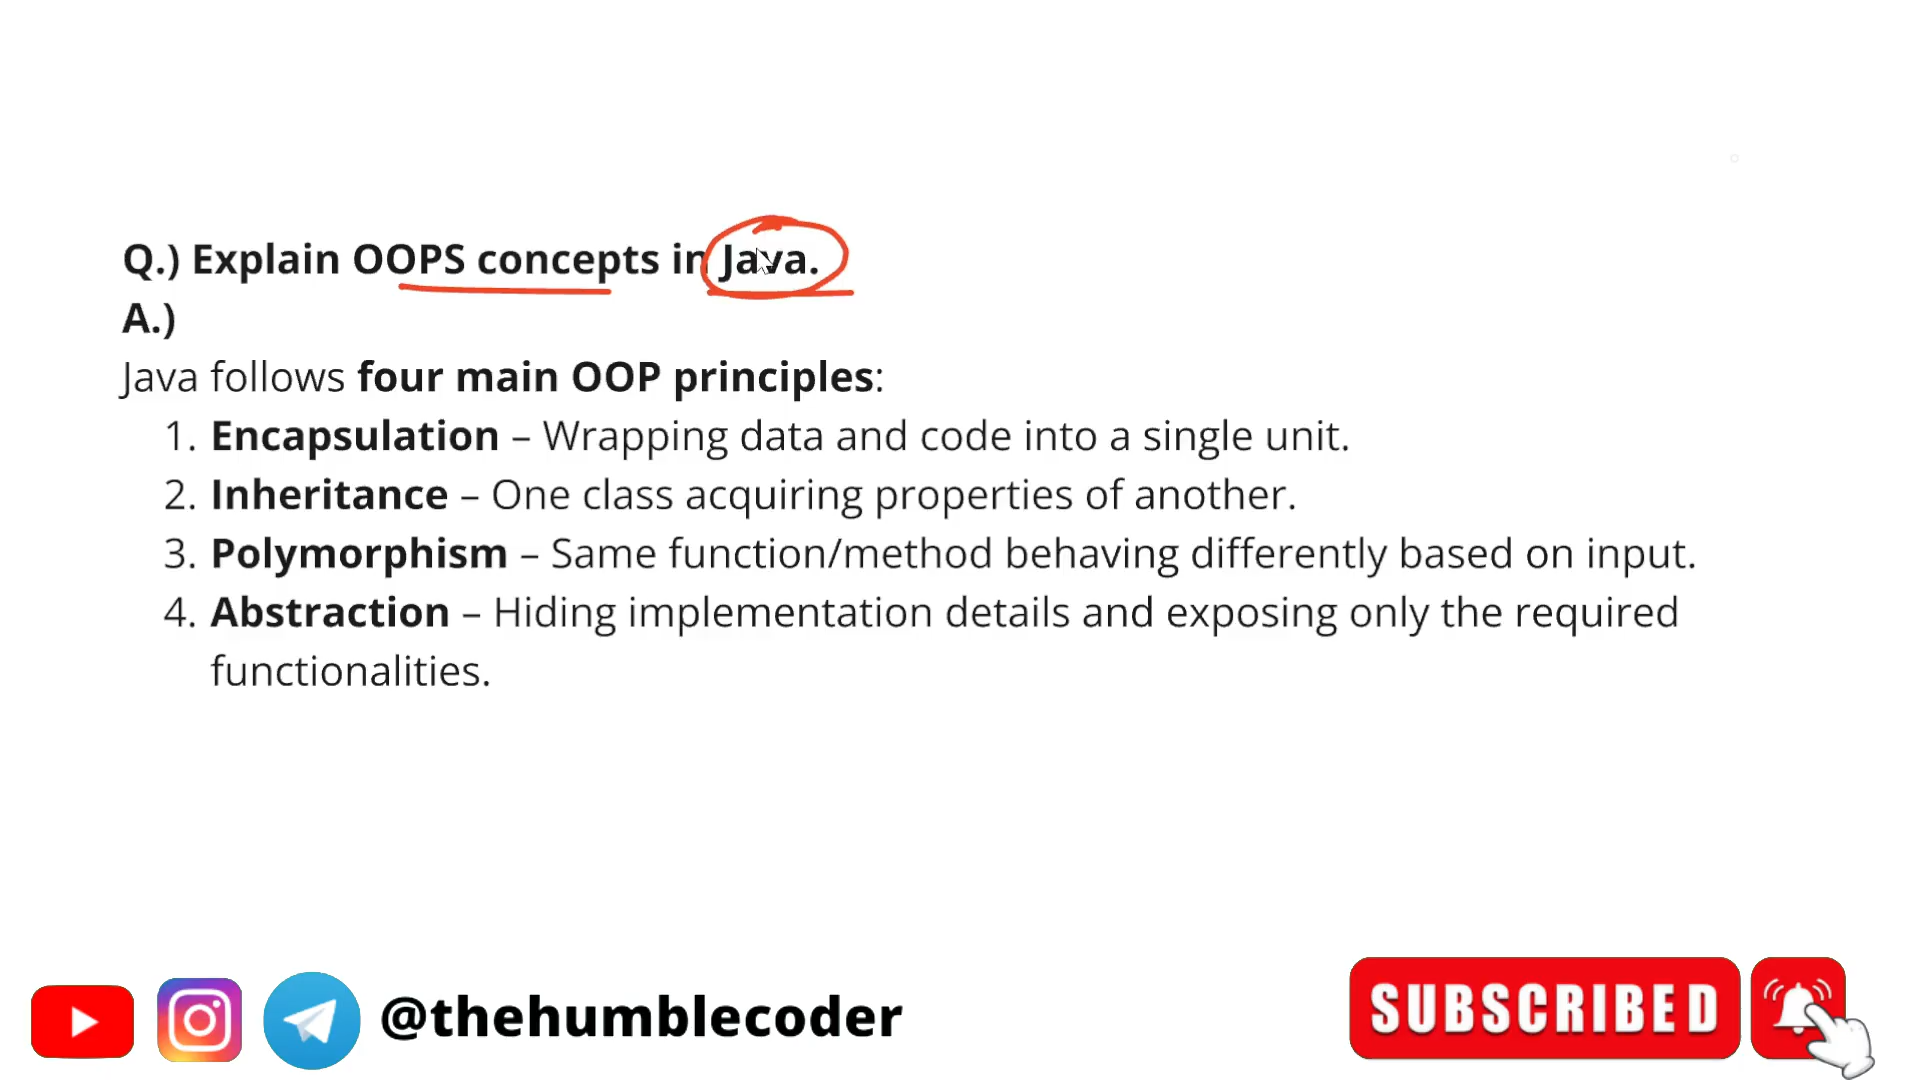 Q.) Explain OOPS concepts in Java.
A.)
Java follows four main OOP principles:
1. Encapsulation – Wrapping data and code into a single unit.
2. Inheritance – One class acquiring properties of another.
3. Polymorphism – Same function/method behaving differently based on input.
4. Abstraction – Hiding implementation details and exposing only the required
functionalities.
@thehumblecoder
SUBSCRIBED